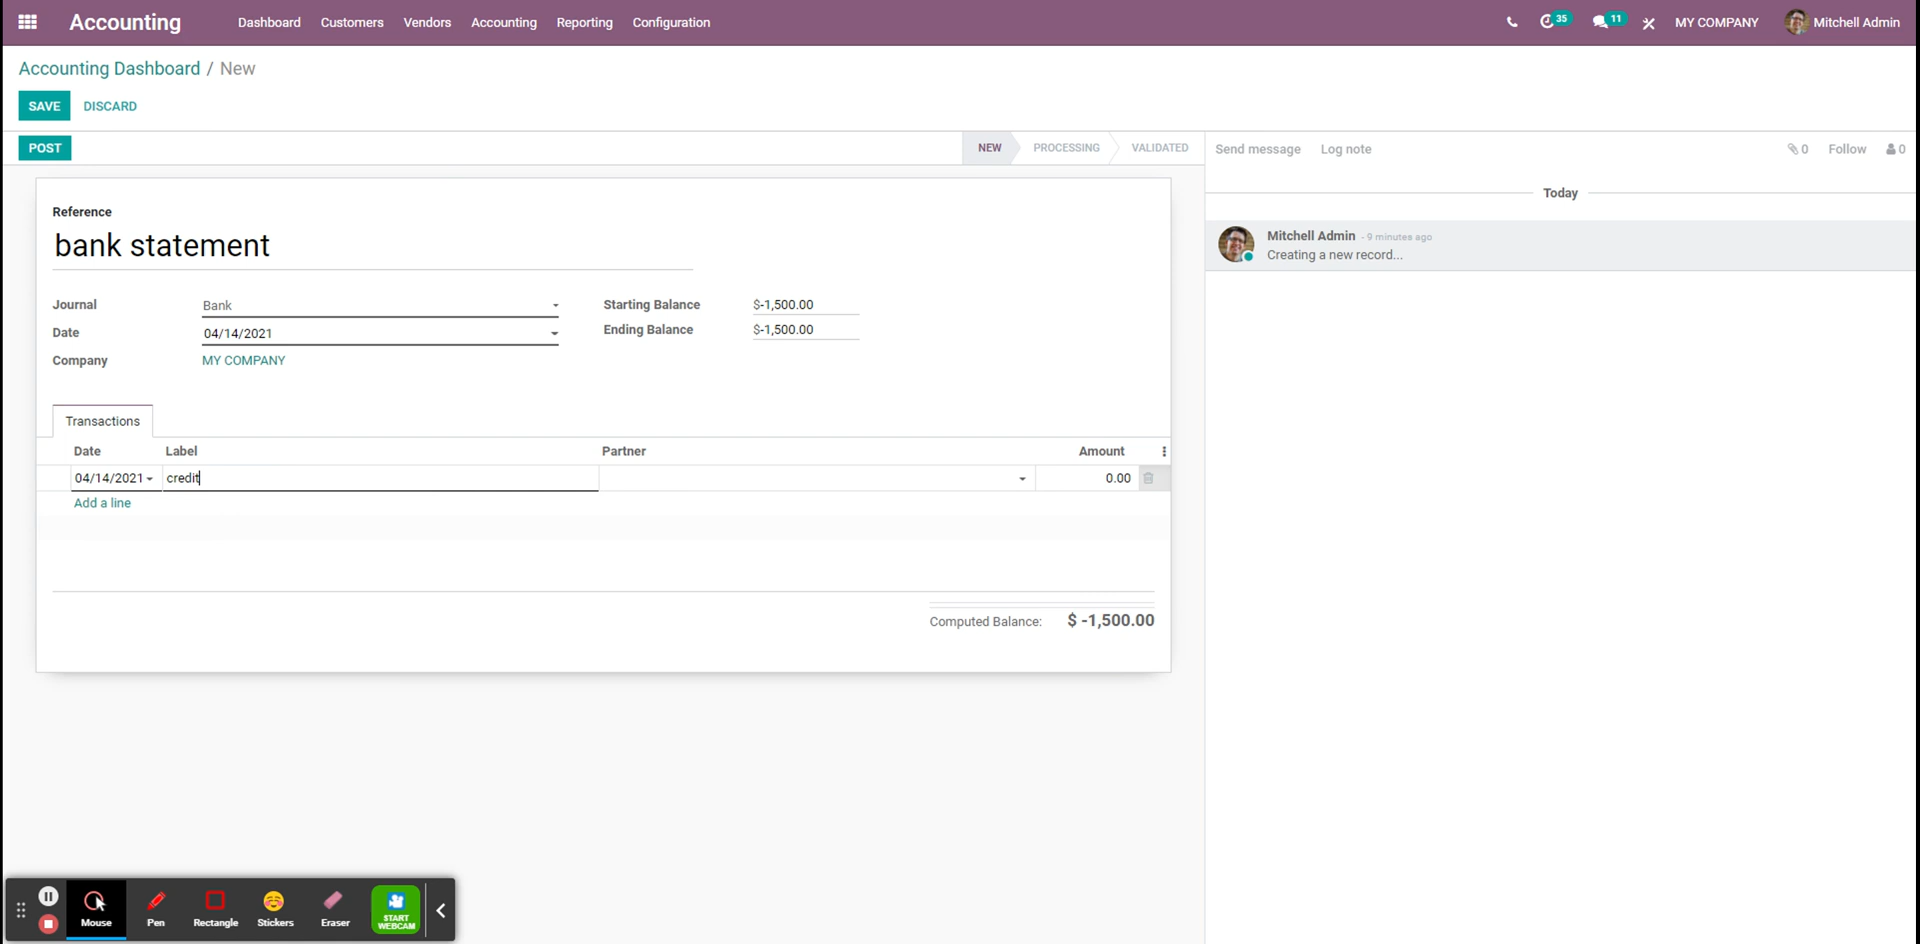 Accounting Dashboard Customers Vendors Accounting Reporting Configuration 35 11 MY COMPANY Mitchell Admin
Accounting Dashboard / New
SAVE DISCARD
POST NEW PROCESSING VALIDATED Send message Log note 0 Follow 0
Today
Reference
bank statement
Mitchell Admin - 9 minutes ago
Creating a new record...
Journal Bank Starting Balance $-1,500.00
Date 04/14/2021 Ending Balance $-1,500.00
Company MY COMPANY
Transactions
Date Label Partner Amount
04/14/2021 credit 0.00
Add a line
Computed Balance: $ -1,500.00
Mouse Pen Rectangle Stickers Eraser START WEBCAM